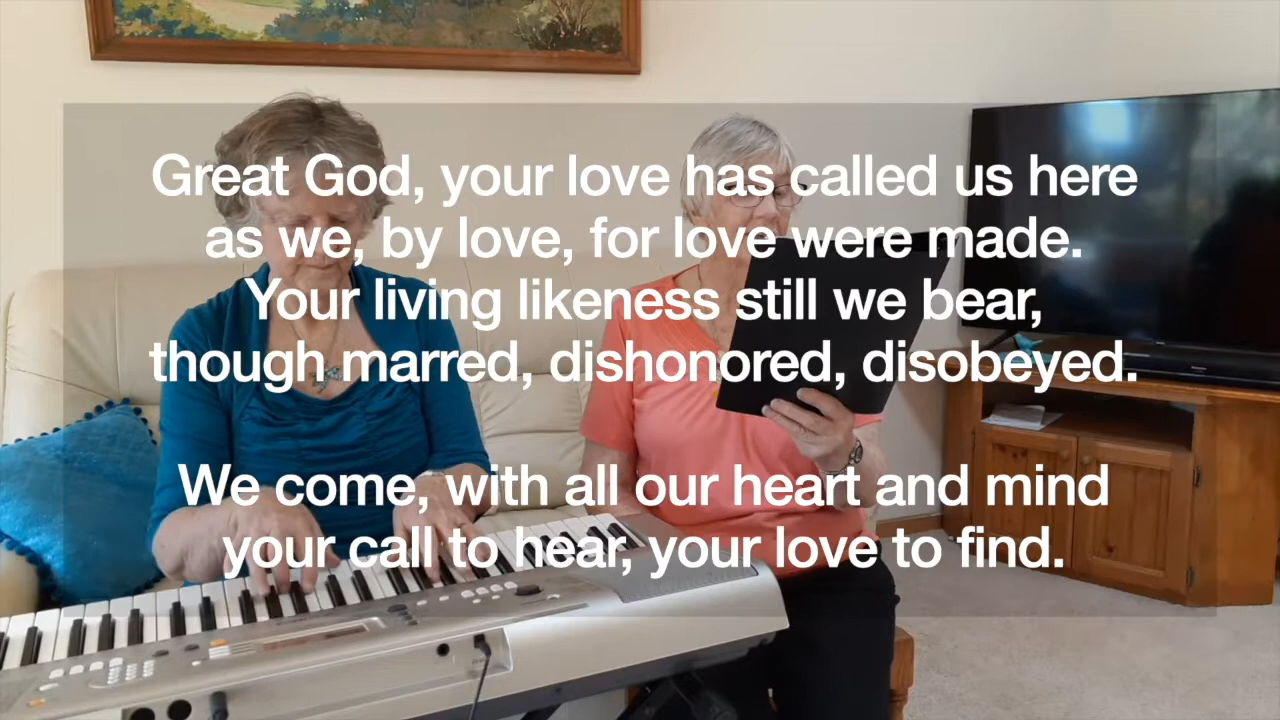 Great God, your love has called us here
as we, by love, for love were made.
Your living likeness still we bear,
though marred, dishonored, disobeyed.
We come, with all our heart and mind
your call to hear, your love to find.